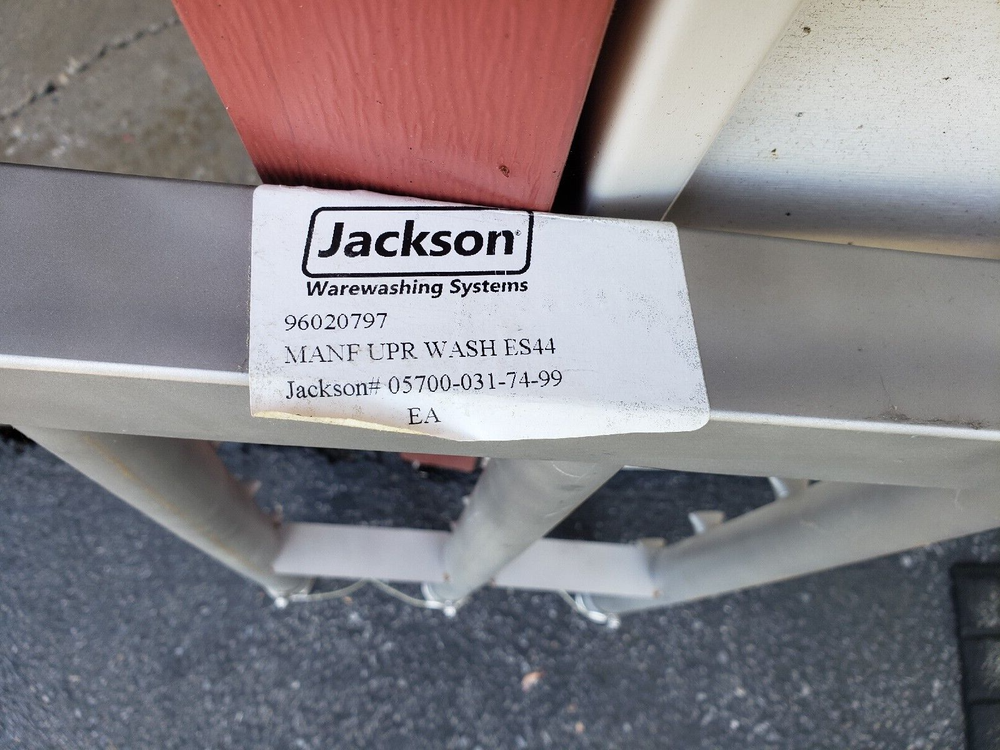 Jackson®
Warewashing Systems
96020797
MANF UPR WASH ES44
Jackson# 05700-031-74-99
EA